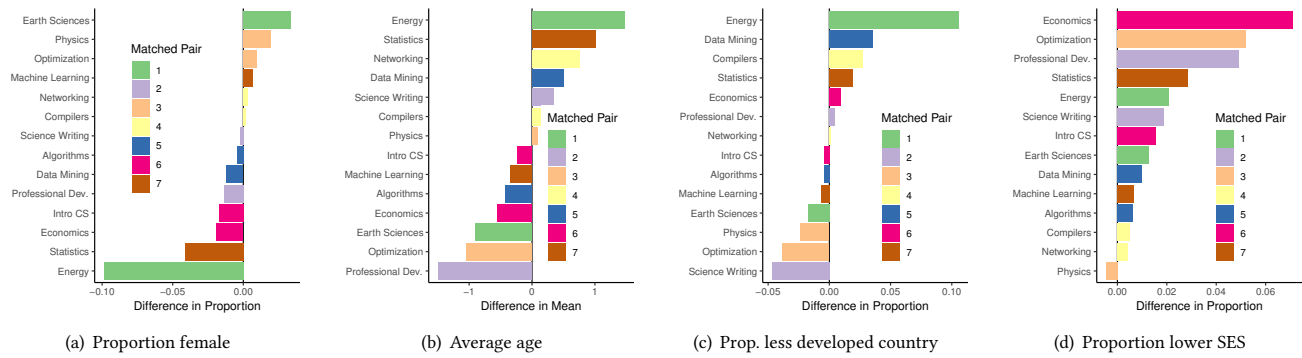 Earth Sciences
Physics
Optimization
Machine Learning
Networking
Compilers
Science Writing
Algorithms
Data Mining
Professional Dev.
Intro CS
Economics
Statistics
Energy
Matched Pair
1
2
3
4
5
6
7
−0.10
−0.05
0.00
Difference in Proportion
(a) Proportion female
Energy
Statistics
Networking
Data Mining
Science Writing
Compilers
Physics
Intro CS
Machine Learning
Algorithms
Economics
Earth Sciences
Optimization
Professional Dev.
Matched Pair
1
2
3
4
5
6
7
−1
0
1
Difference in Mean
(b) Average age
Energy
Data Mining
Compilers
Statistics
Economics
Professional Dev.
Networking
Intro CS
Algorithms
Machine Learning
Earth Sciences
Physics
Optimization
Science Writing
Matched Pair
1
2
3
4
5
6
7
−0.05
0.00
0.05
0.10
Difference in Proportion
(c) Prop. less developed country
Economics
Optimization
Professional Dev.
Statistics
Energy
Science Writing
Intro CS
Earth Sciences
Data Mining
Machine Learning
Algorithms
Compilers
Networking
Physics
Matched Pair
1
2
3
4
5
6
7
0.00
0.02
0.04
0.06
Difference in Proportion
(d) Proportion lower SES